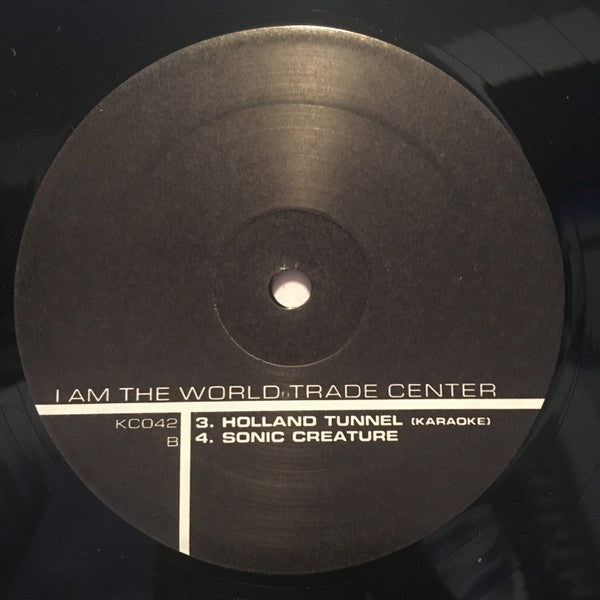 I AM THE WORLD TRADE CENTER
KC042 3. HOLLAND TUNNEL (KARAOKE)
B 4. SONIC CREATURE